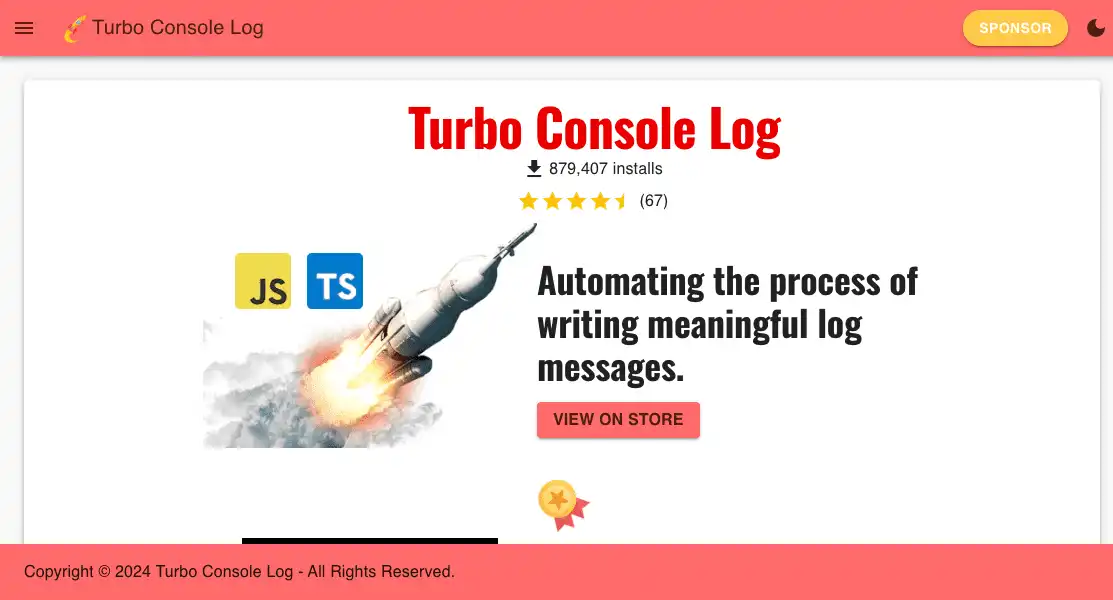 Turbo Console Log
SPONSOR
Turbo Console Log
879,407 installs
(67)
JS
TS
Automating the process of
writing meaningful log
messages.
VIEW ON STORE
Copyright © 2024 Turbo Console Log - All Rights Reserved.